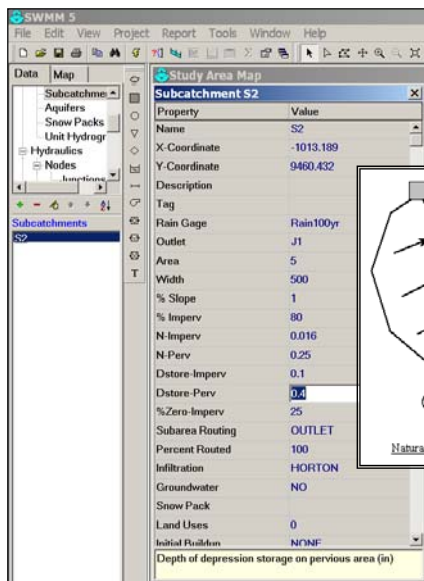 SWMM 5
File Edit View Project Report Tools Window Help
Data Map
Subcatchme
Aquifers
Snow Packs
Unit Hydrogr
Hydraulics
Nodes
Junctions
Subcatchments
S2
Study Area Map
Subcatchment S2
Property Value
Name S2
X-Coordinate -1013.189
Y-Coordinate 9460.432
Description
Tag
Rain Gage Rain100yr
Outlet J1
Area 5
Width 500
% Slope 1
% Imperv 80
N-Imperv 0.016
N-Perv 0.25
Dstore-Imperv 0.1
Dstore-Perv 0.4
%Zero-Imperv 25
Subarea Routing OUTLET
Percent Routed 100
Infiltration HORTON
Groundwater NO
Snow Pack
Land Uses 0
Initial Buildup NONE
Depth of depression storage on pervious area (in)
T
Natura